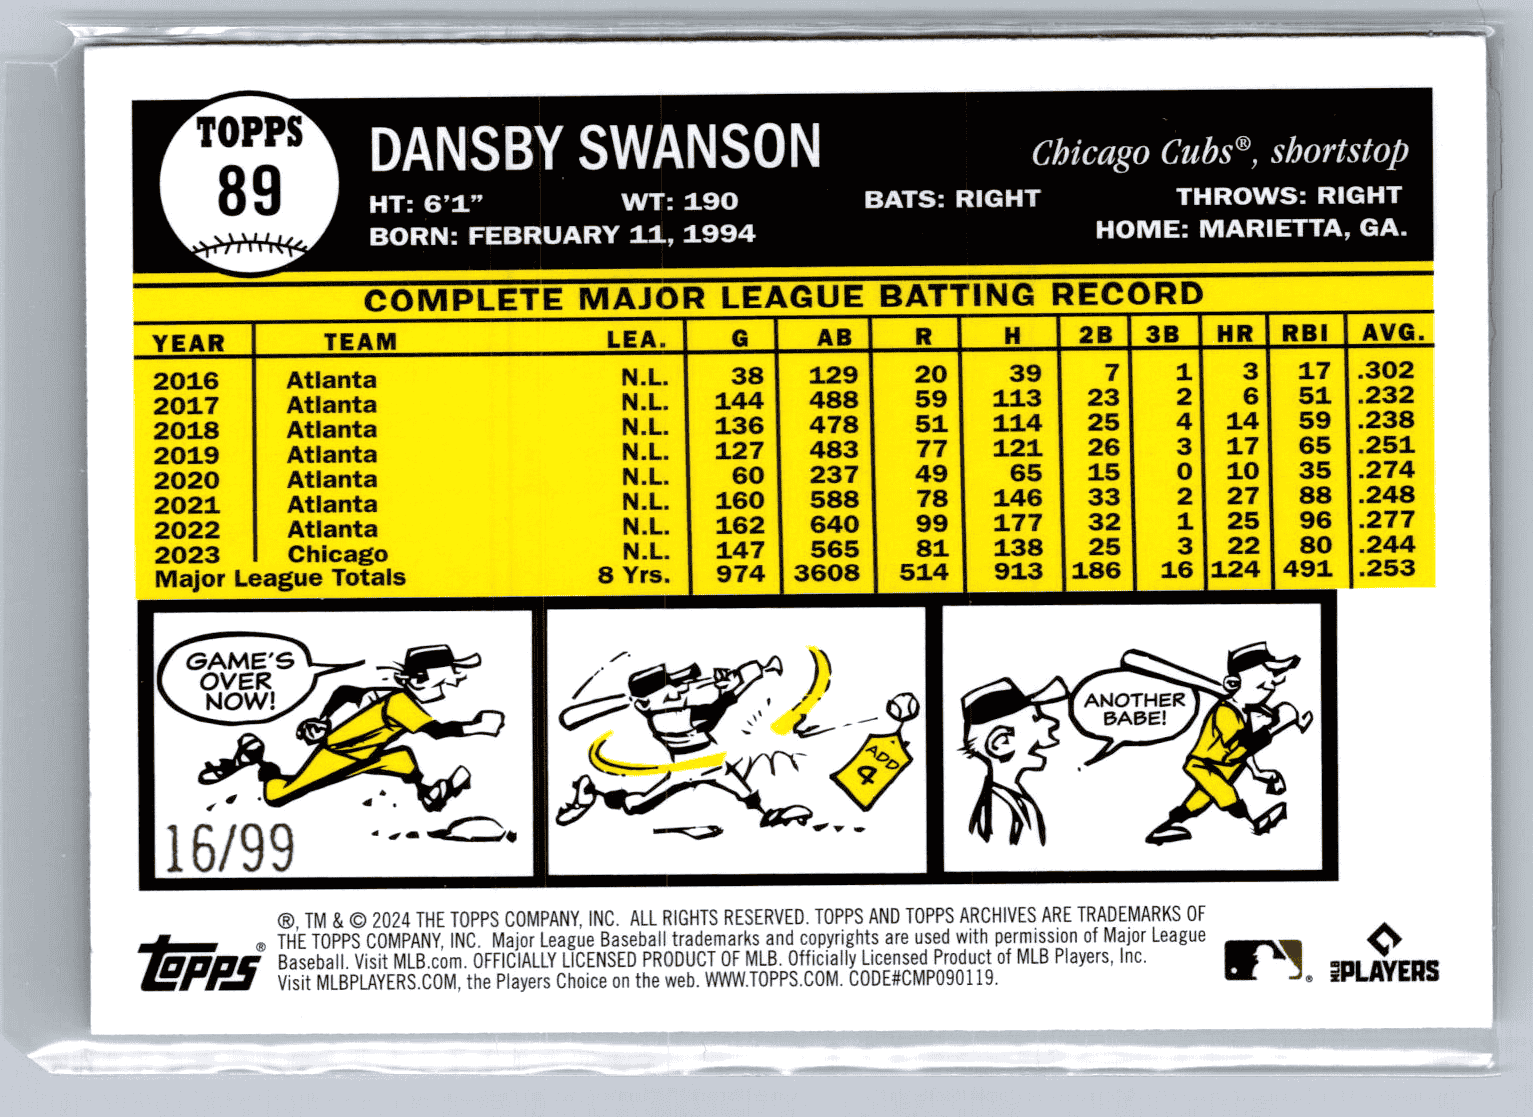 TOPPS
89
DANSBY SWANSON
Chicago Cubs®, shortstop
HT: 6'1" WT: 190 BATS: RIGHT THROWS: RIGHT
BORN: FEBRUARY 11, 1994 HOME: MARIETTA, GA.
COMPLETE MAJOR LEAGUE BATTING RECORD
YEAR TEAM LEA. G AB R H 2B 3B HR RBI AVG.
2016 Atlanta N.L. 38 129 20 39 7 1 3 17 .302
2017 Atlanta N.L. 144 488 59 113 23 2 6 51 .232
2018 Atlanta N.L. 136 478 51 114 25 4 14 59 .238
2019 Atlanta N.L. 127 483 77 121 26 3 17 65 .251
2020 Atlanta N.L. 60 237 49 65 15 0 10 35 .274
2021 Atlanta N.L. 160 588 78 146 33 2 27 88 .248
2022 Atlanta N.L. 162 640 99 177 32 1 25 96 .277
2023 Chicago N.L. 147 565 81 138 25 3 22 80 .244
Major League Totals 8 Yrs. 974 3608 514 913 186 16 124 491 .253
GAME'S
OVER
NOW!
16/99
ADD
4
ANOTHER
BABE!
®, TM & © 2024 THE TOPPS COMPANY, INC. ALL RIGHTS RESERVED. TOPPS AND TOPPS ARCHIVES ARE TRADEMARKS OF
THE TOPPS COMPANY, INC. Major League Baseball trademarks and copyrights are used with permission of Major League
Baseball. Visit MLB.com. OFFICIALLY LICENSED PRODUCT OF MLB. Officially Licensed Product of MLB Players, Inc.
Visit MLBPLAYERS.COM, the Players Choice on the web. WWW.TOPPS.COM. CODE#CMP090119.
topps®
MLB PLAYERS